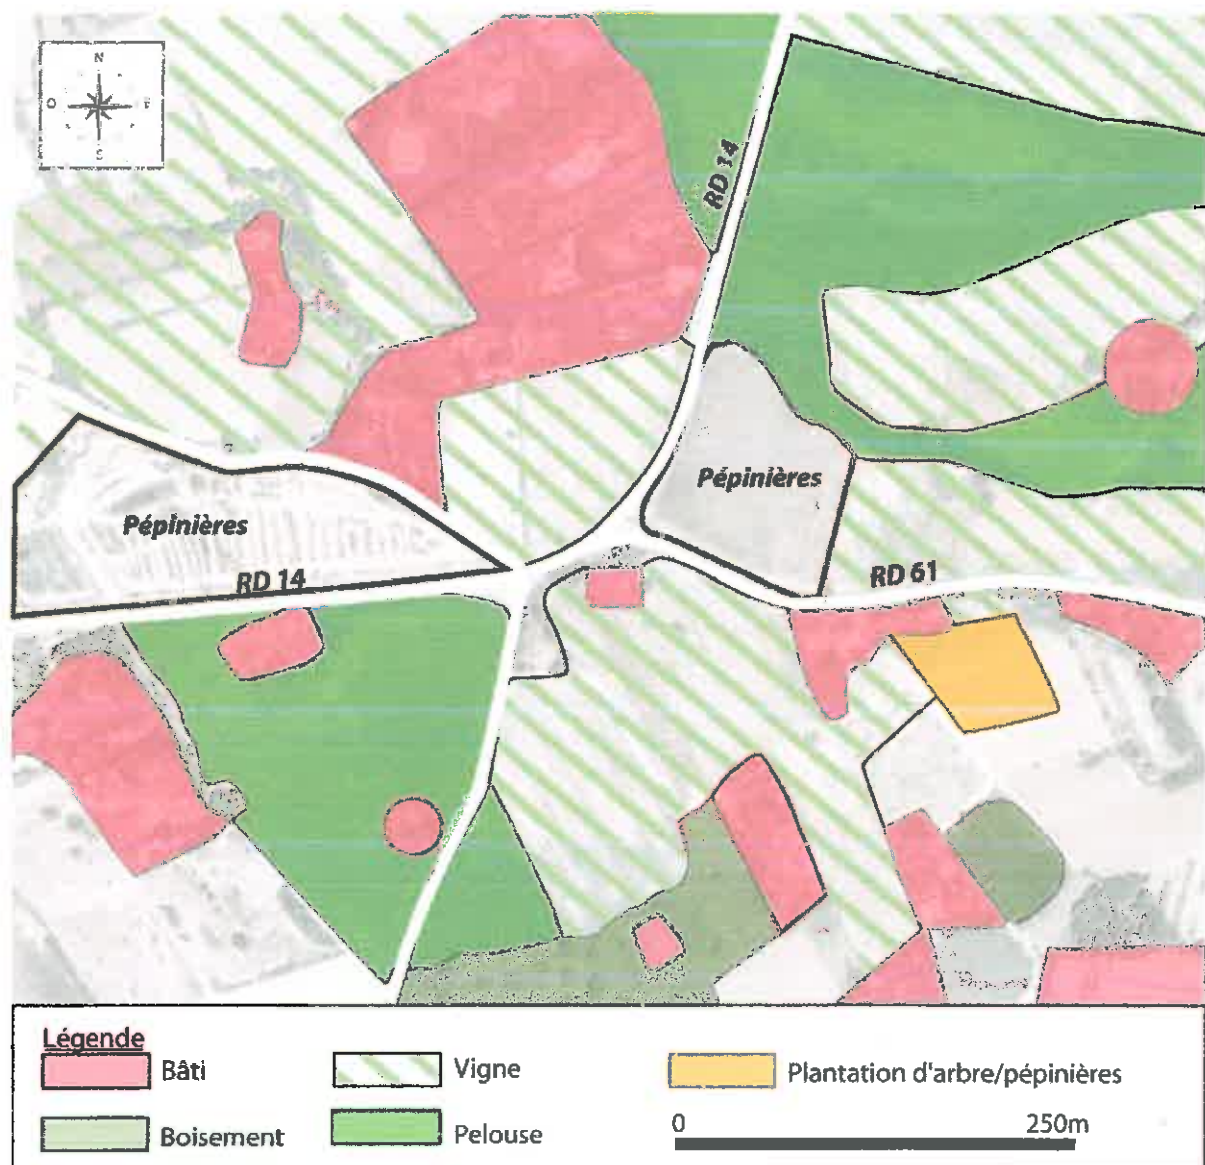 N
O E
S
RD 14
Pépinières
Pépinières
RD 14
RD 61
Légende
Bâti
Vigne
Plantation d'arbre/pépinières
Boisement
Pelouse
0 250m